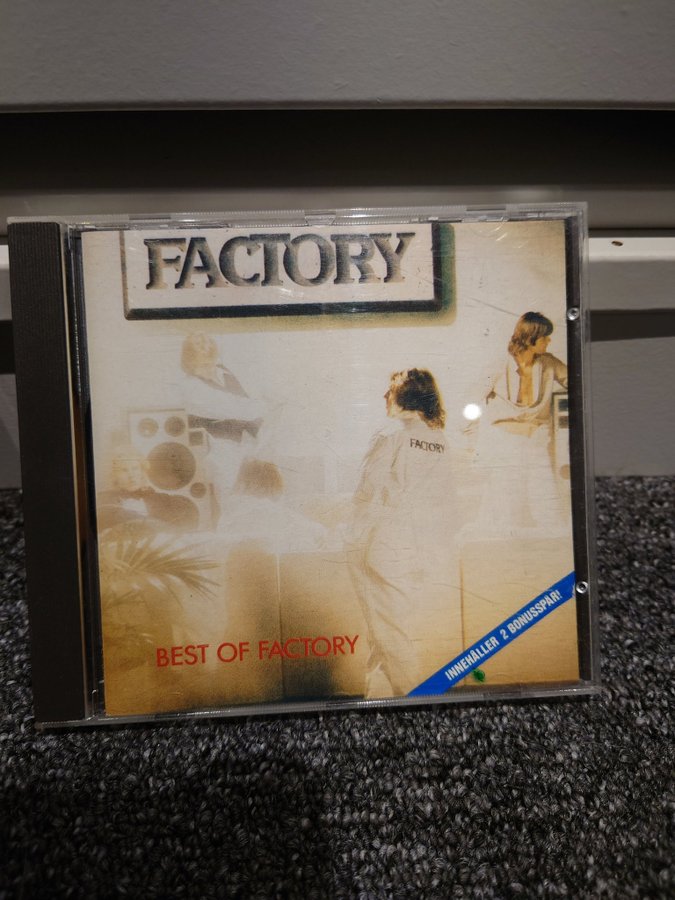 FACTORY
FACTORY
BEST OF FACTORY
INNEHÅLLER 2 BONUSSPÅR!